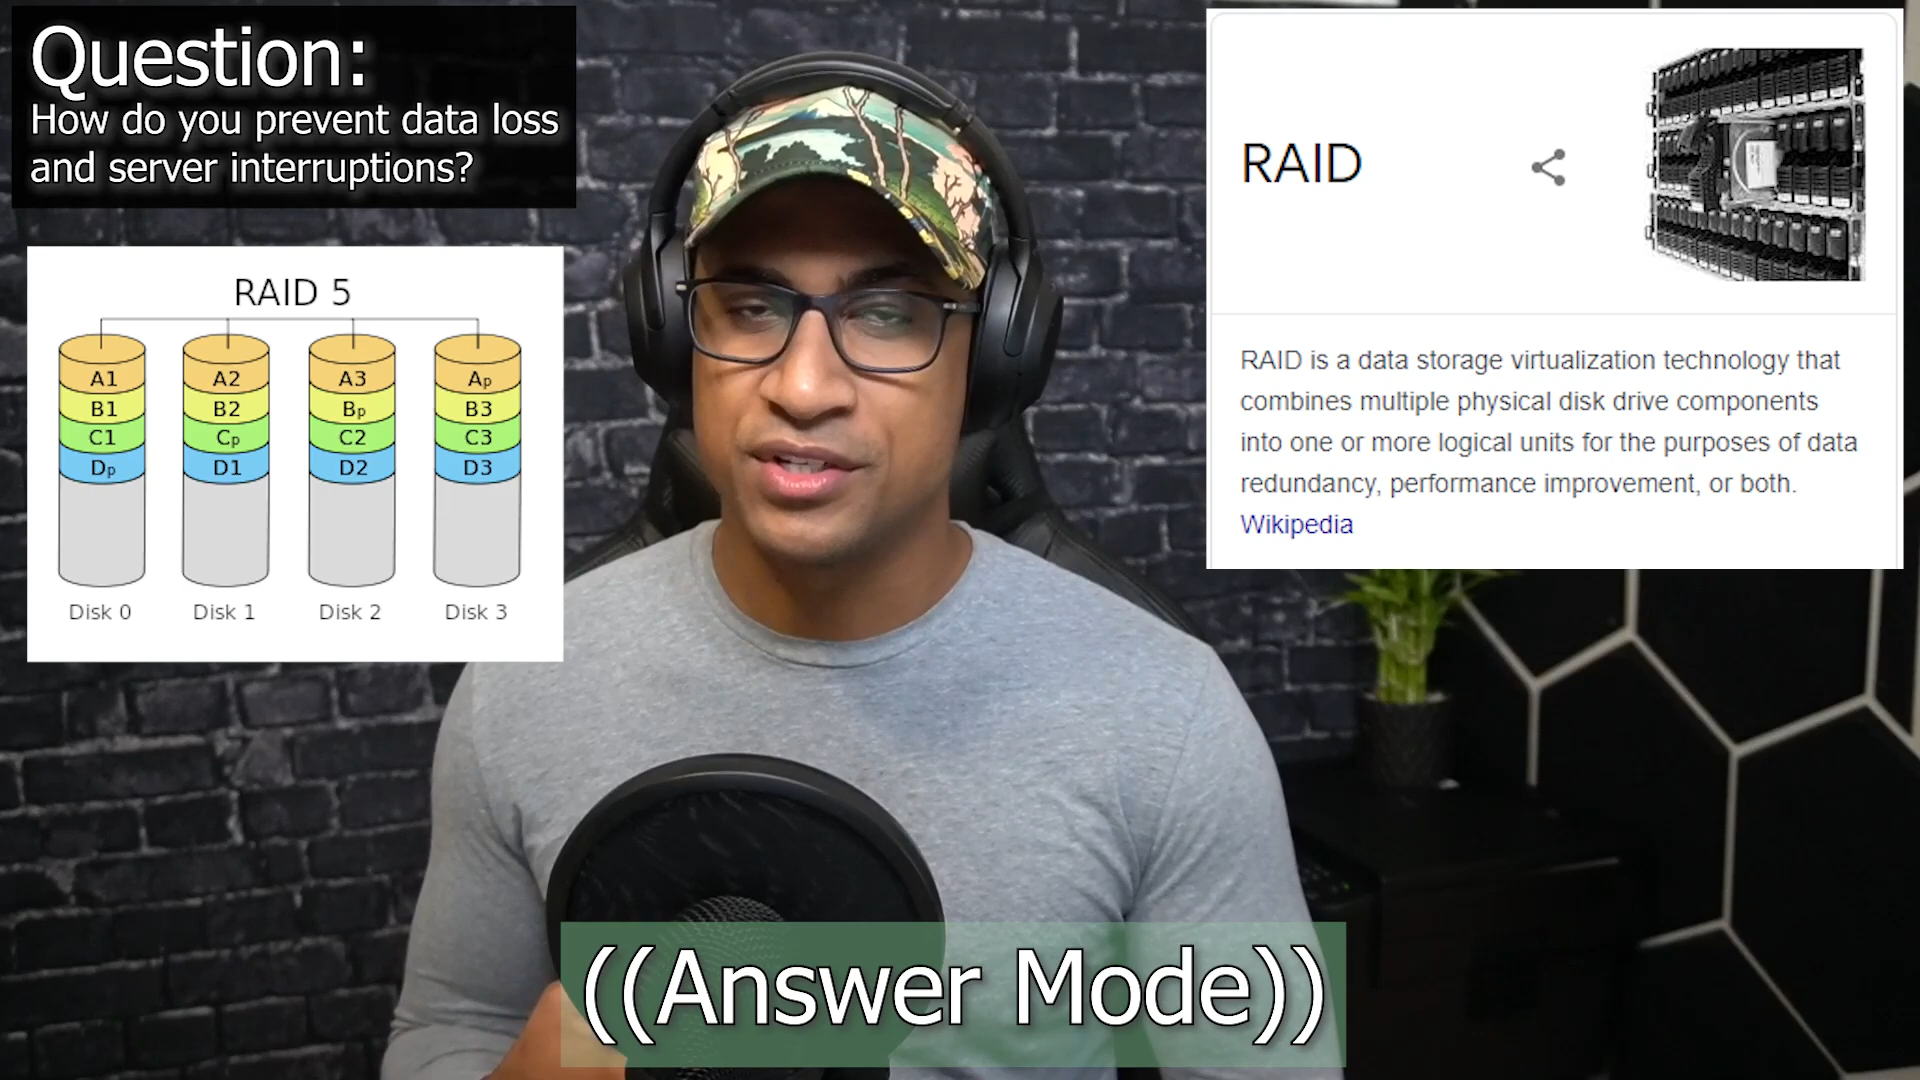 Question:
How do you prevent data loss
and server interruptions?
RAID 5
A1 A2 A3 Ap
B1 B2 Bp B3
C1 Cp C2 C3
Dp D1 D2 D3
Disk 0 Disk 1 Disk 2 Disk 3
RAID
RAID is a data storage virtualization technology that
combines multiple physical disk drive components
into one or more logical units for the purposes of data
redundancy, performance improvement, or both.
Wikipedia
((Answer Mode))